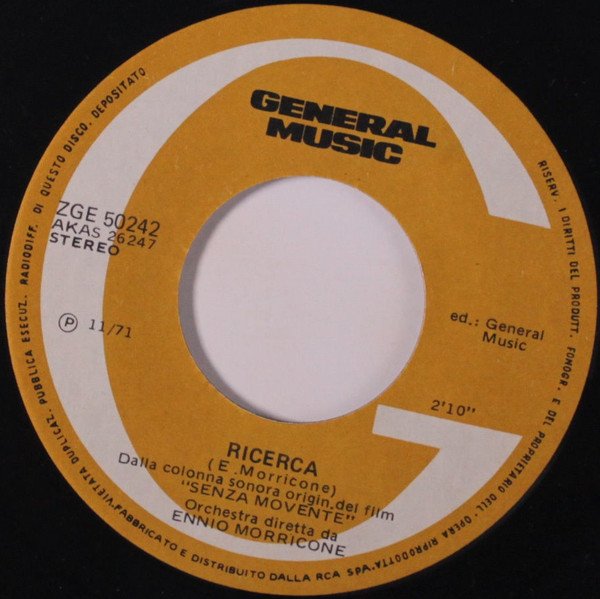 GENERAL
MUSIC
ZGE 50242
AKAS 26247
STEREO
Ⓟ 11/71
ed.: General
Music
2'10"
RICERCA
(E. Morricone)
Dalla colonna sonora origin. del film
"SENZA MOVENTE"
Orchestra diretta da
ENNIO MORRICONE
RISERV. I DIRITTI DEL PRODUTT. FONOGR. E DEL PROPRIETARIO DELL' OPERA RIPRODOTTA-VIETATA DUPLICAZ. PUBBLICA ESECUZ. RADIODIFF. DI QUESTO DISCO. DEPOSITATO
FABBRICATO E DISTRIBUITO DALLA RCA SPA.